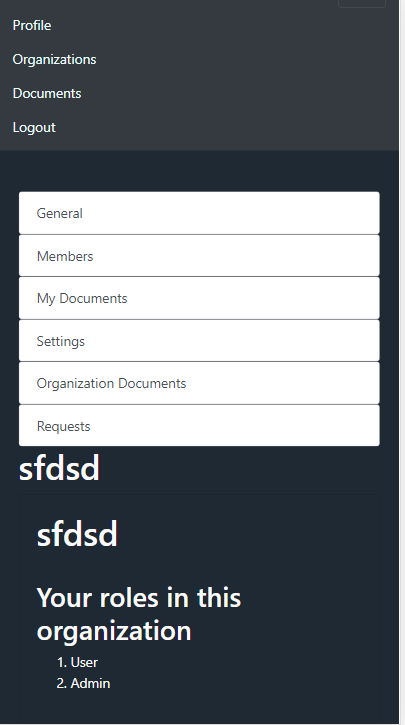 Profile
Organizations
Documents
Logout
General
Members
My Documents
Settings
Organization Documents
Requests
sfdsd
sfdsd
Your roles in this
organization
1. User
2. Admin